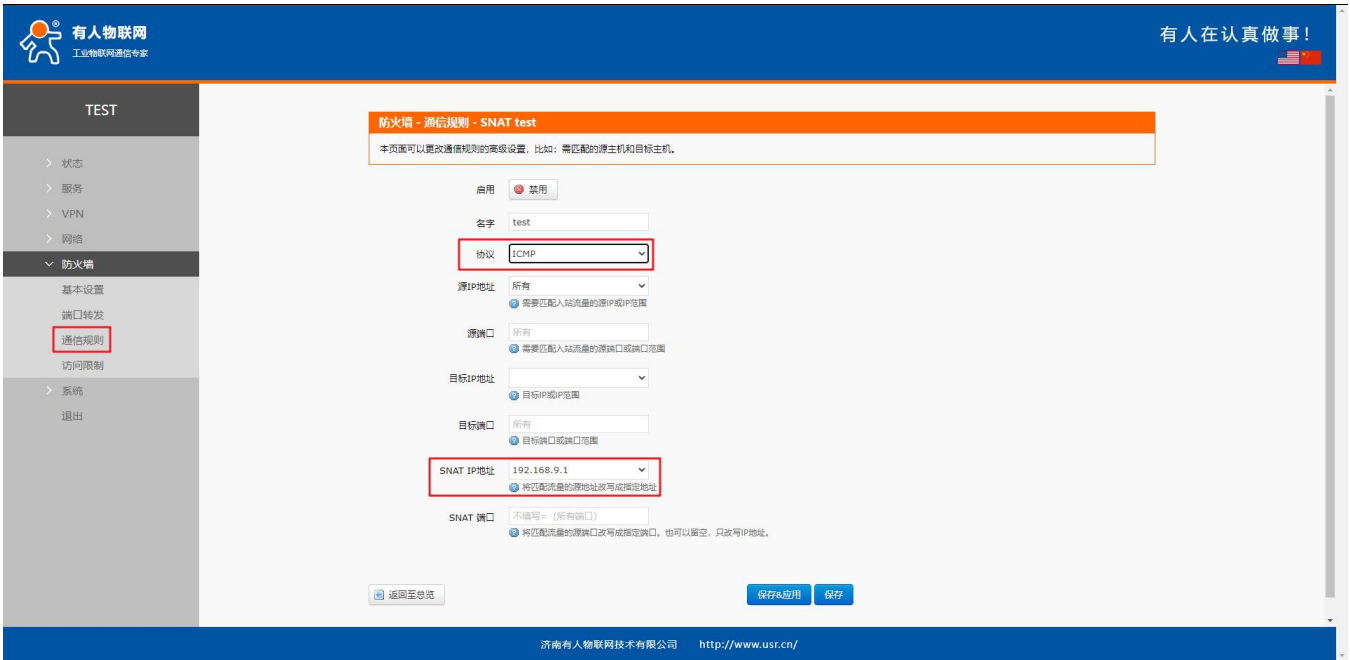 有人物联网
工业物联网通信专家
有人在认真做事！
TEST
状态
服务
VPN
网络
防火墙
基本设置
端口转发
通信规则
访问限制
系统
退出
防火墙 - 通信规则 - SNAT test
本页面可以更改通信规则的高级设置，比如：需匹配的源主机和目标主机。
启用 禁用
名字 test
协议 ICMP
源IP地址 所有
需要匹配入站流量的源IP或IP范围
源端口 所有
需要匹配入站流量的源端口或端口范围
目标IP地址
目标IP或IP范围
目标端口 所有
目标端口或端口范围
SNAT IP地址 192.168.9.1
将匹配流量的源地址改写成指定地址
SNAT 端口 不填写=（所有端口）
将匹配流量的源端口改写成指定端口。也可以留空，只改写IP地址。
返回至总览 保存&应用 保存
济南有人物联网技术有限公司 http://www.usr.cn/